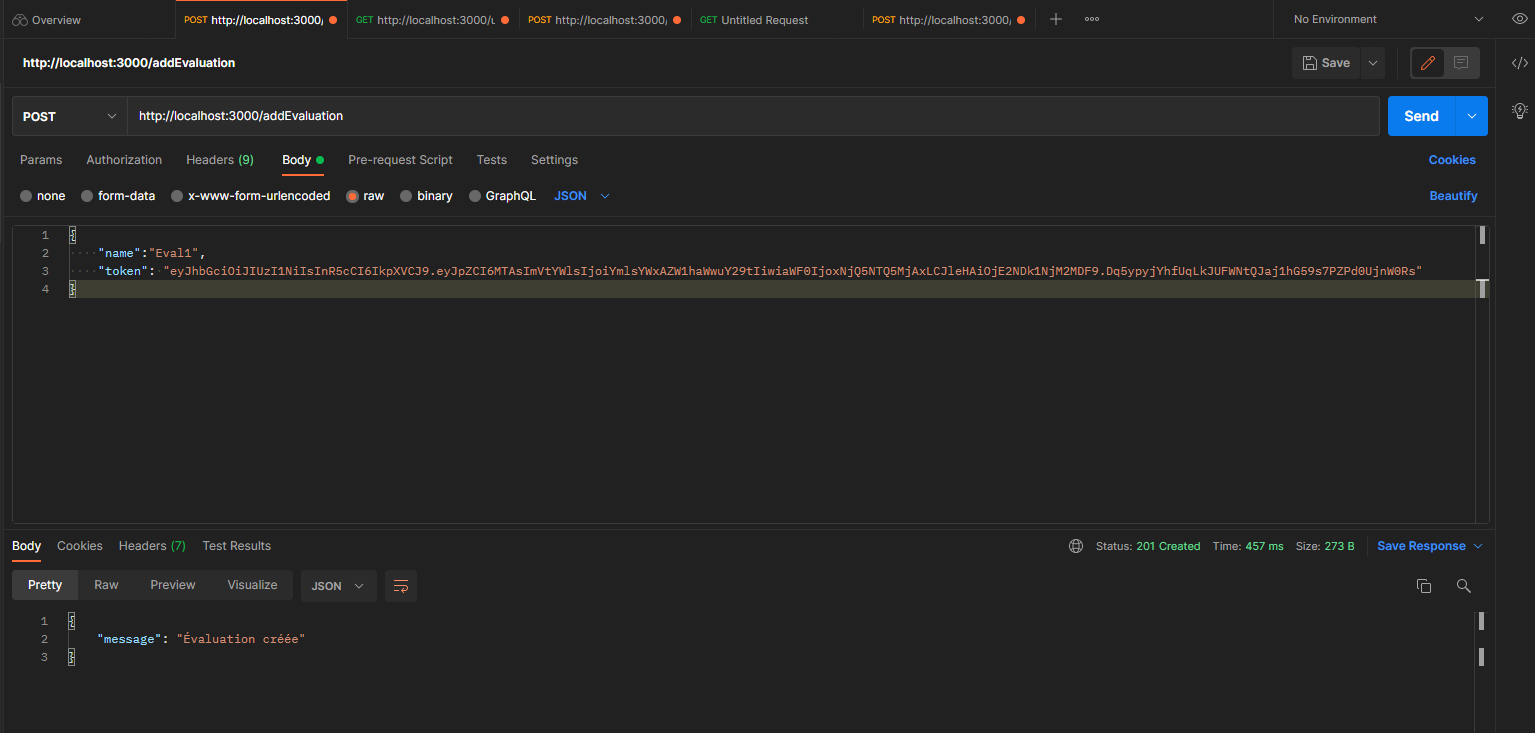 Overview
POST http://localhost:3000/
GET http://localhost:3000/u
POST http://localhost:3000/
GET Untitled Request
POST http://localhost:3000/
No Environment
http://localhost:3000/addEvaluation
Save
POST
http://localhost:3000/addEvaluation
Send
Params Authorization Headers (9) Body Pre-request Script Tests Settings Cookies
none form-data x-www-form-urlencoded raw binary GraphQL JSON Beautify
1 {
2 "name":"Eval1",
3 "token": "eyJhbGciOiJIUzI1NiIsInR5cCI6IkpXVCJ9.eyJpZCI6MTAsImVtYWlsIjoiYmlsYWxAZW1haWwuY29tIiwiaWF0IjoxNjQ5NTQ5MjAxLCJleHAiOjE2NDk1NjM2MDF9.Dq5ypyjYhfUqLkJUFWNtQJaj1hG59s7PZPd0UjnW0Rs"
4 }
Body Cookies Headers (7) Test Results Status: 201 Created Time: 457 ms Size: 273 B Save Response
Pretty Raw Preview Visualize JSON
1 {
2 "message": "Évaluation créée"
3 }